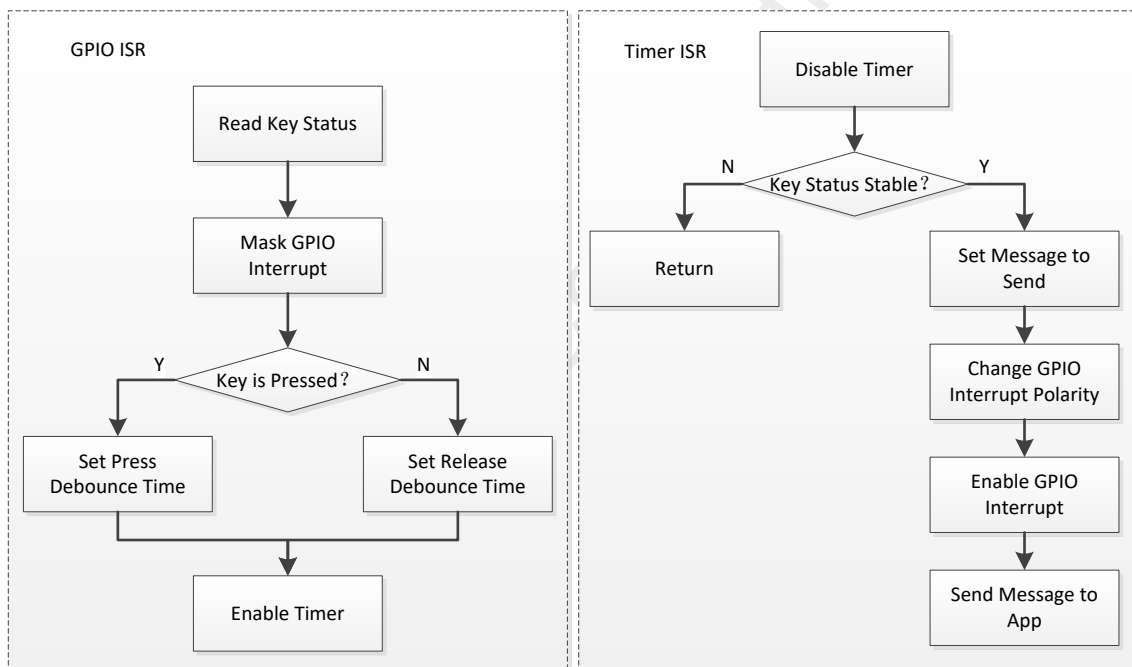 GPIO ISR
Read Key Status
Mask GPIO
Interrupt
Key is Pressed？
Y
N
Set Press
Debounce Time
Set Release
Debounce Time
Enable Timer
Timer ISR
Disable Timer
Key Status Stable？
N
Y
Return
Set Message to
Send
Change GPIO
Interrupt Polarity
Enable GPIO
Interrupt
Send Message to
App